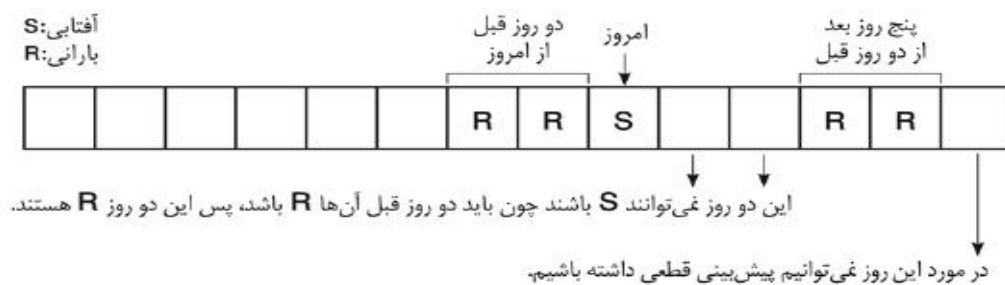 آفتابی:S
بارانی:R
دو روز قبل
از امروز
امروز
پنج روز بعد
از دو روز قبل
R R S R R
این دو روز نمی‌توانند S باشند چون باید دو روز قبل آن‌ها R باشد، پس این دو روز R هستند.
در مورد این روز نمی‌توانیم پیش‌بینی قطعی داشته باشیم.